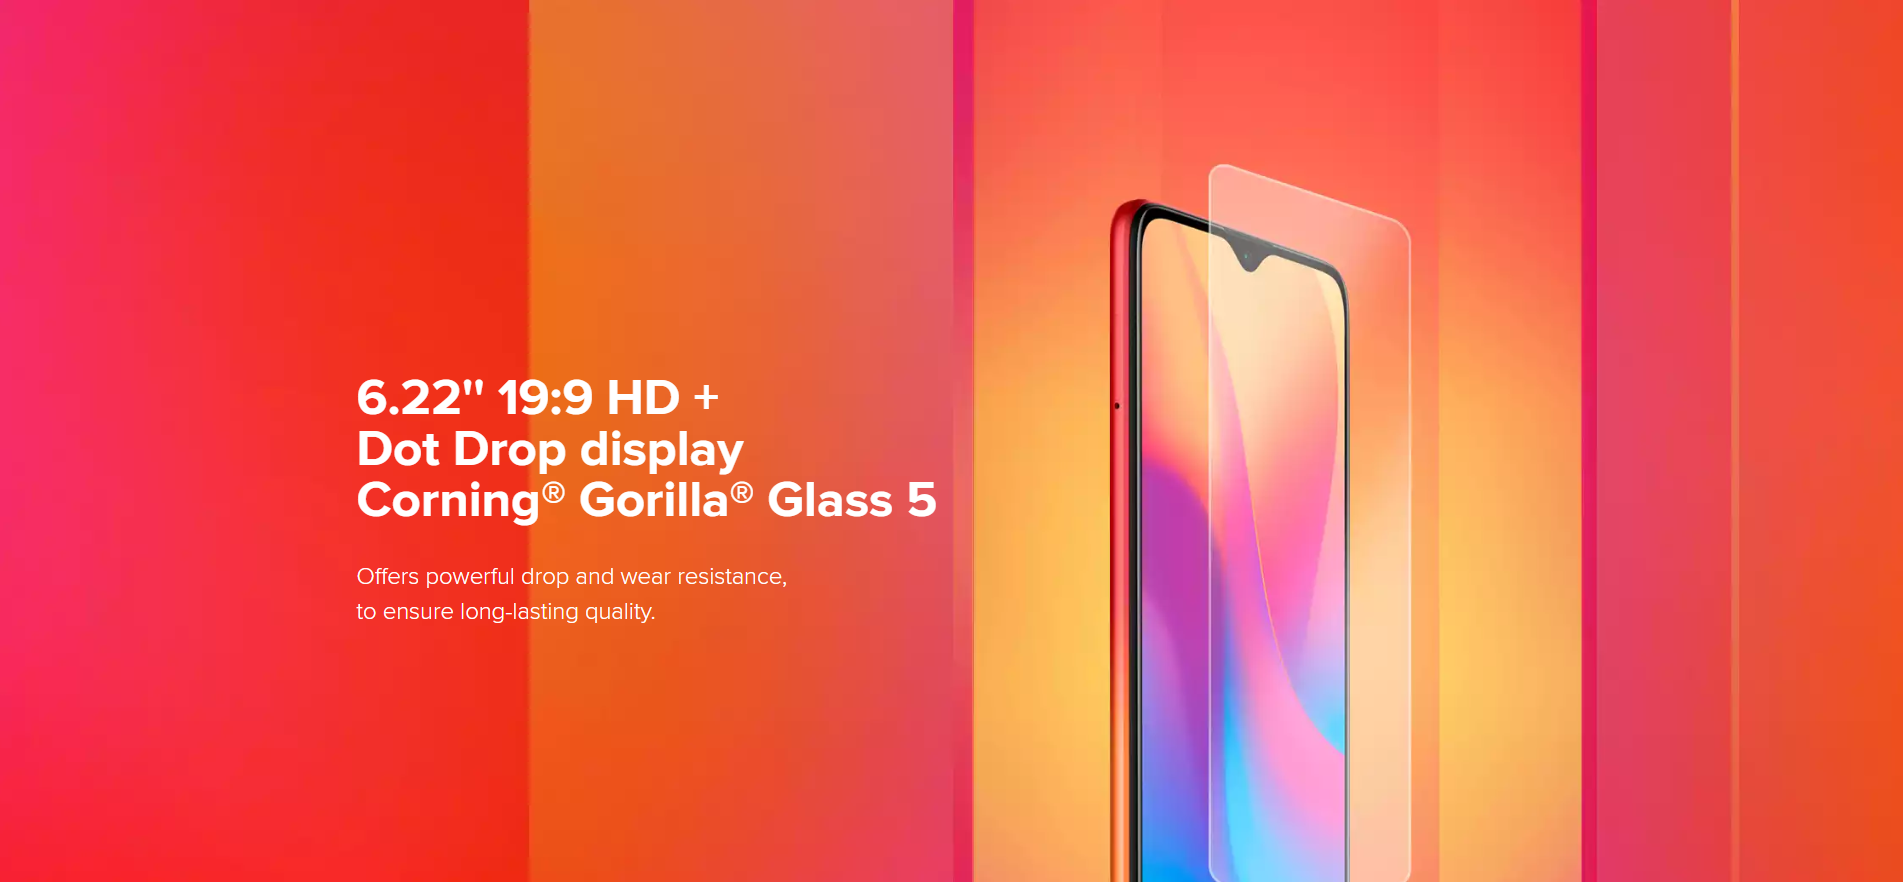 6.22" 19:9 HD +
Dot Drop display
Corning® Gorilla® Glass 5
Offers powerful drop and wear resistance,
to ensure long-lasting quality.